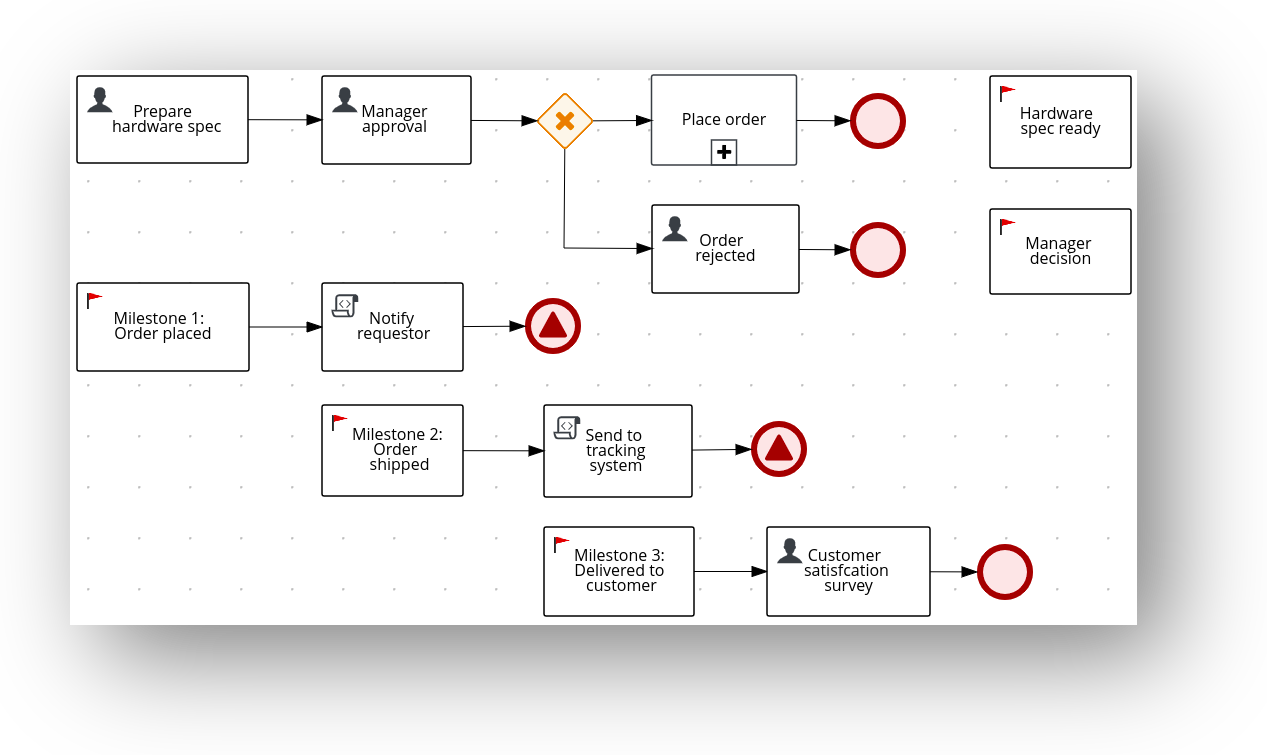 Prepare
hardware spec
Manager
approval
Place order
Hardware
spec ready
Order
rejected
Manager
decision
Milestone 1:
Order placed
Notify
requestor
Milestone 2:
Order
shipped
Send to
tracking
system
Milestone 3:
Delivered to
customer
Customer
satisfcation
survey